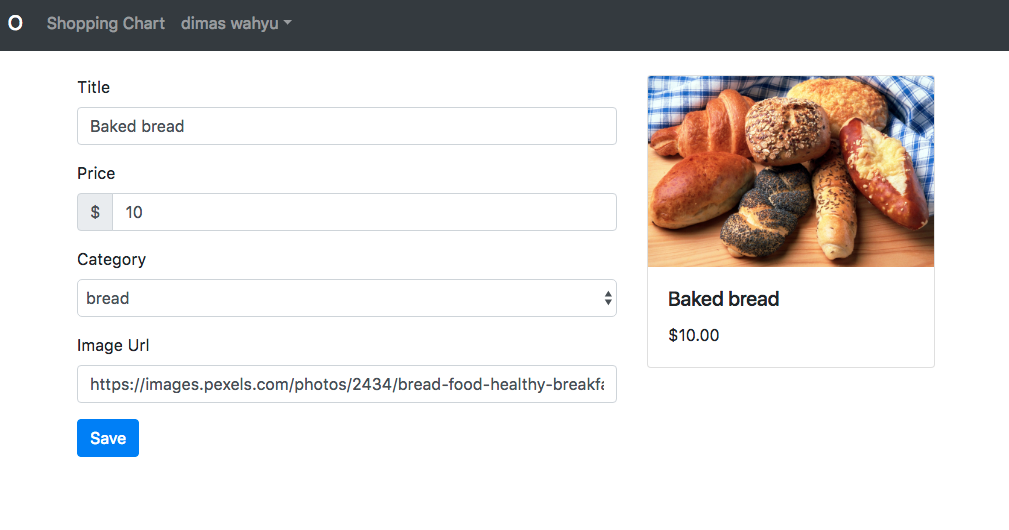 O Shopping Chart dimas wahyu
Title
Baked bread
Price
$ 10
Category
bread
Image Url
https://images.pexels.com/photos/2434/bread-food-healthy-breakfa
Save
Baked bread
$10.00